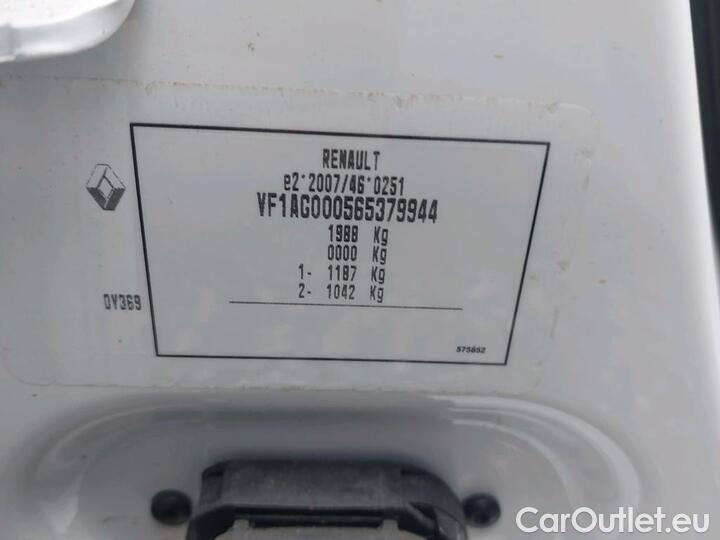 RENAULT
e2*2007/46*0251
VF1AG000565379944
1988 Kg
0000 Kg
1- 1187 Kg
2- 1042 Kg
OV369
575852
CarOutlet.eu